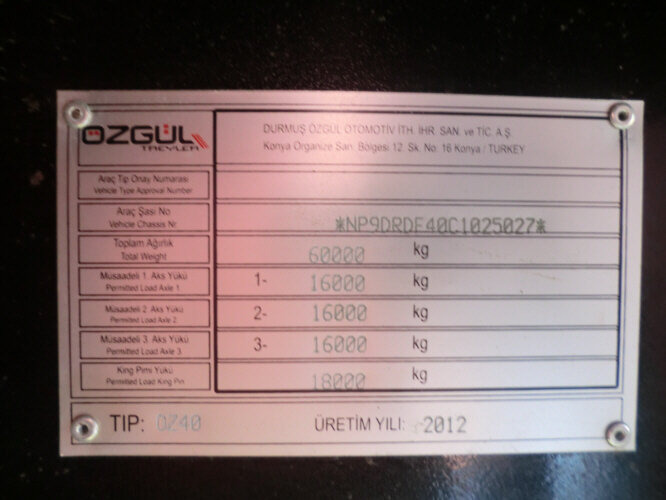 ÖZGÜL
TREYLER
DURMUŞ ÖZGÜL OTOMOTİV İTH. İHR. SAN. ve TİC. A.Ş.
Konya Organize San. Bölgesi 12. Sk. No: 16 Konya / TURKEY
Araç Tip Onay Numarası
Vehicle Type Approval Number
Araç Şasi No
Vehicle Chassis Nr.
*NP9DRDF40C1025027*
Toplam Ağırlık
Total Weight
60000 kg
Müsaadeli 1. Aks Yükü
Permitted Load Axle 1
1- 16000 kg
Müsaadeli 2. Aks Yükü
Permitted Load Axle 2
2- 16000 kg
Müsaadeli 3. Aks Yükü
Permitted Load Axle 3
3- 16000 kg
King Pimi Yükü
Permitted Load King Pin
18000 kg
TIP: OZ40 ÜRETİM YILI: 2012